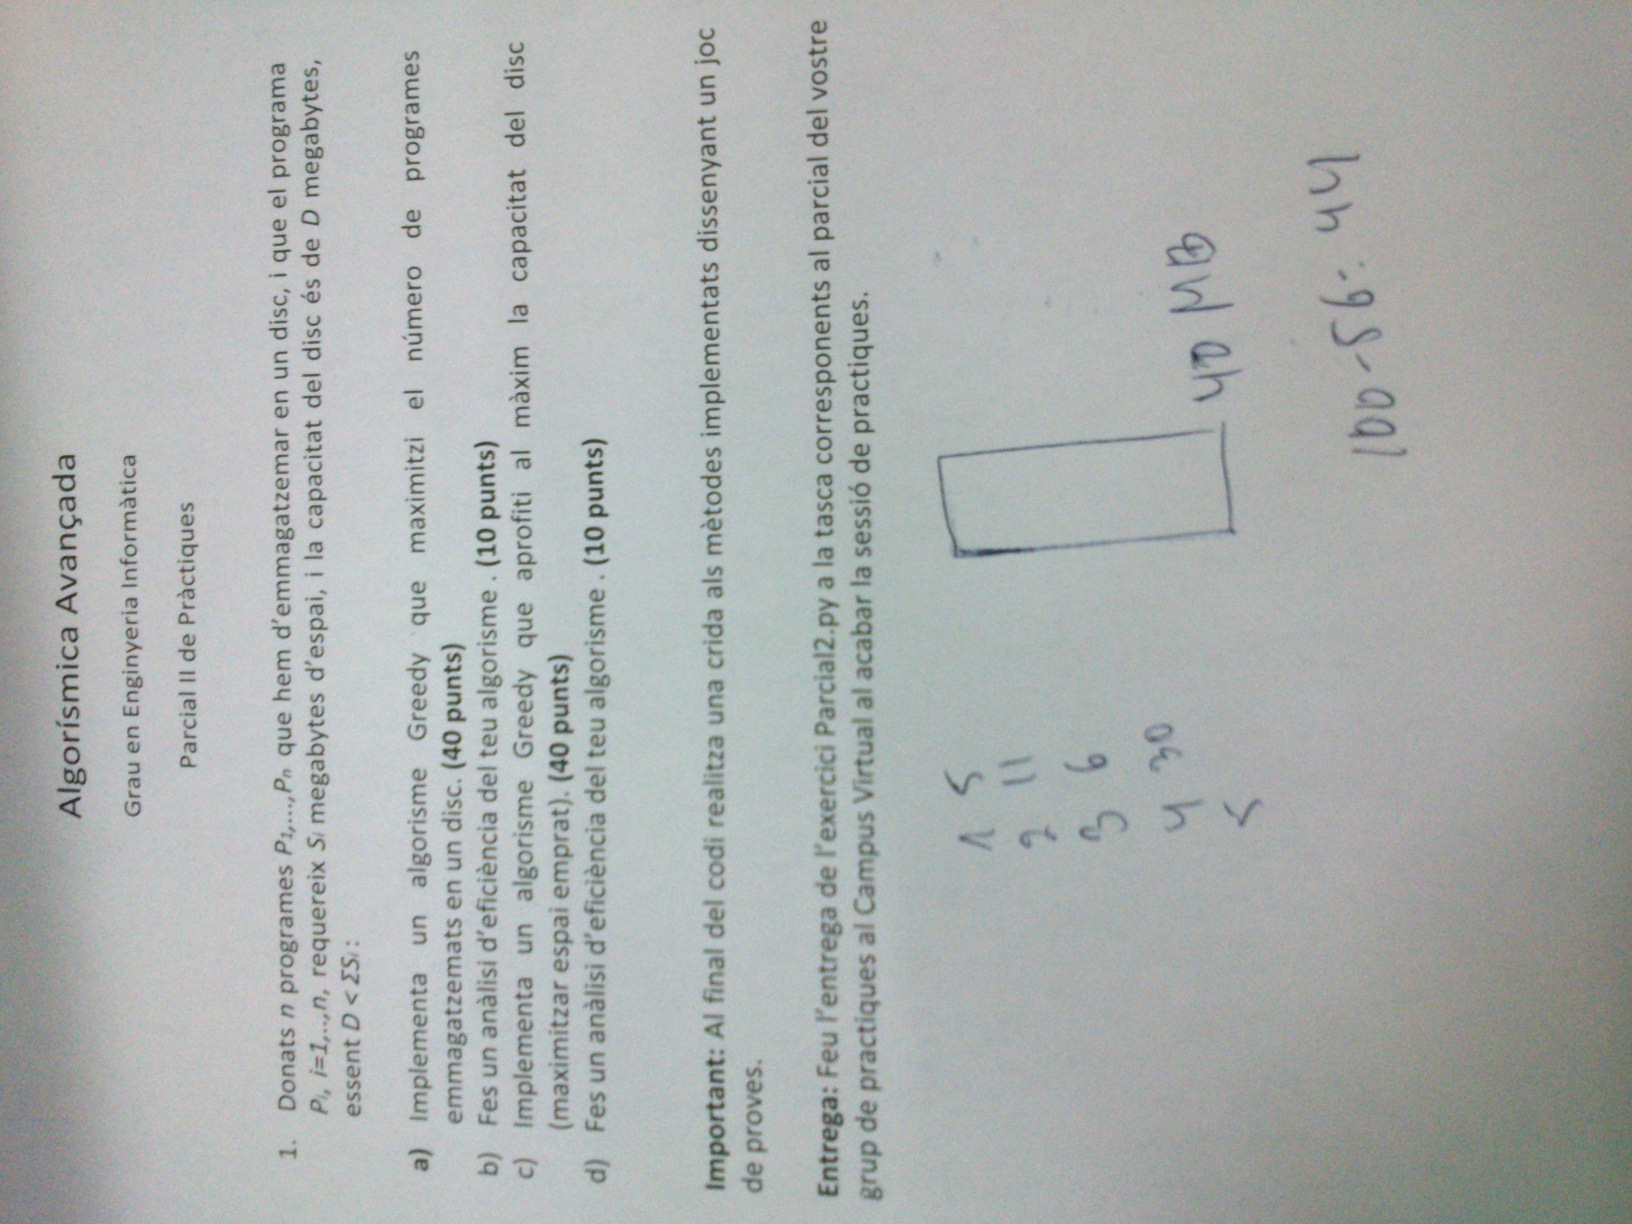 Algorísmica Avançada
Grau en Enginyeria Informàtica
Parcial II de Pràctiques
1. Donats n programes P1,...,Pn que hem d'emmagatzemar en un disc, i que el programa
Pi, i=1,..,n, requereix Si megabytes d'espai, i la capacitat del disc és de D megabytes,
essent D < ΣSi :
a) Implementa un algorisme Greedy que maximitzi el número de programes
emmagatzemats en un disc. (40 punts)
b) Fes un anàlisi d'eficiència del teu algorisme . (10 punts)
c) Implementa un algorisme Greedy que aprofiti al màxim la capacitat del disc
(maximitzar espai emprat). (40 punts)
d) Fes un anàlisi d'eficiència del teu algorisme . (10 punts)
Important: Al final del codi realitza una crida als mètodes implementats dissenyant un joc
de proves.
Entrega: Feu l'entrega de l'exercici Parcial2.py a la tasca corresponents al parcial del vostre
grup de practiques al Campus Virtual al acabar la sessió de practiques.
1 5
2 11
3 6
4 30
5
40 MB
100-56= 44